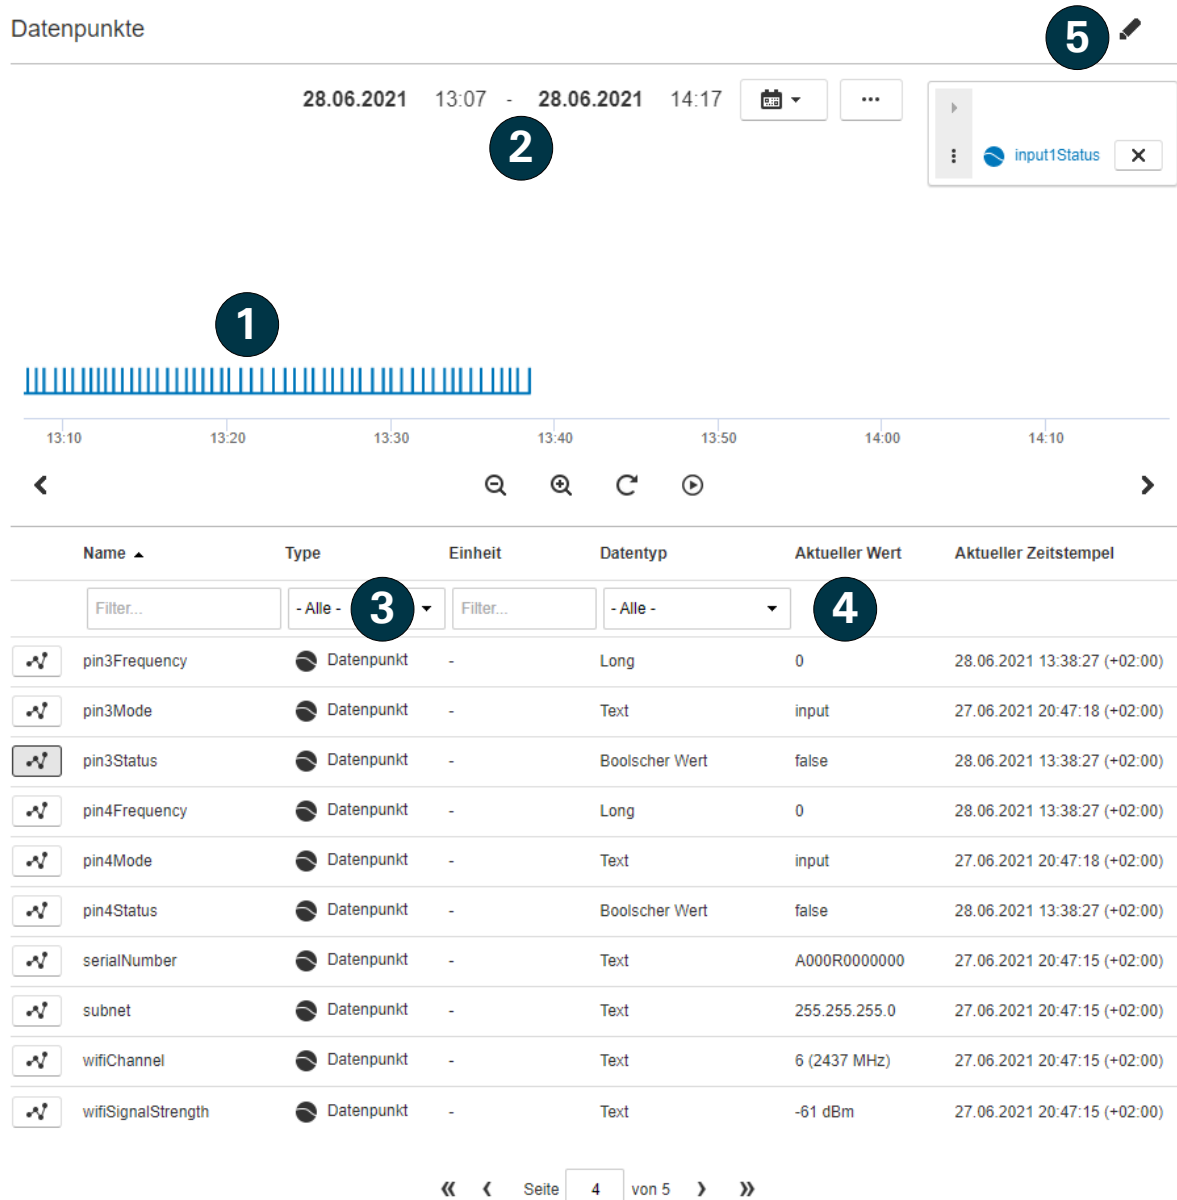 Datenpunkte
5
28.06.2021 13:07 - 28.06.2021 14:17
2
input1Status
1
13:10 13:20 13:30 13:40 13:50 14:00 14:10
Name Type Einheit Datentyp Aktueller Wert Aktueller Zeitstempel
Filter... - Alle - 3 Filter... - Alle - 4
pin3Frequency Datenpunkt - Long 0 28.06.2021 13:38:27 (+02:00)
pin3Mode Datenpunkt - Text input 27.06.2021 20:47:18 (+02:00)
pin3Status Datenpunkt - Boolscher Wert false 28.06.2021 13:38:27 (+02:00)
pin4Frequency Datenpunkt - Long 0 28.06.2021 13:38:27 (+02:00)
pin4Mode Datenpunkt - Text input 27.06.2021 20:47:18 (+02:00)
pin4Status Datenpunkt - Boolscher Wert false 28.06.2021 13:38:27 (+02:00)
serialNumber Datenpunkt - Text A000R0000000 27.06.2021 20:47:15 (+02:00)
subnet Datenpunkt - Text 255.255.255.0 27.06.2021 20:47:15 (+02:00)
wifiChannel Datenpunkt - Text 6 (2437 MHz) 27.06.2021 20:47:15 (+02:00)
wifiSignalStrength Datenpunkt - Text -61 dBm 27.06.2021 20:47:15 (+02:00)
Seite 4 von 5